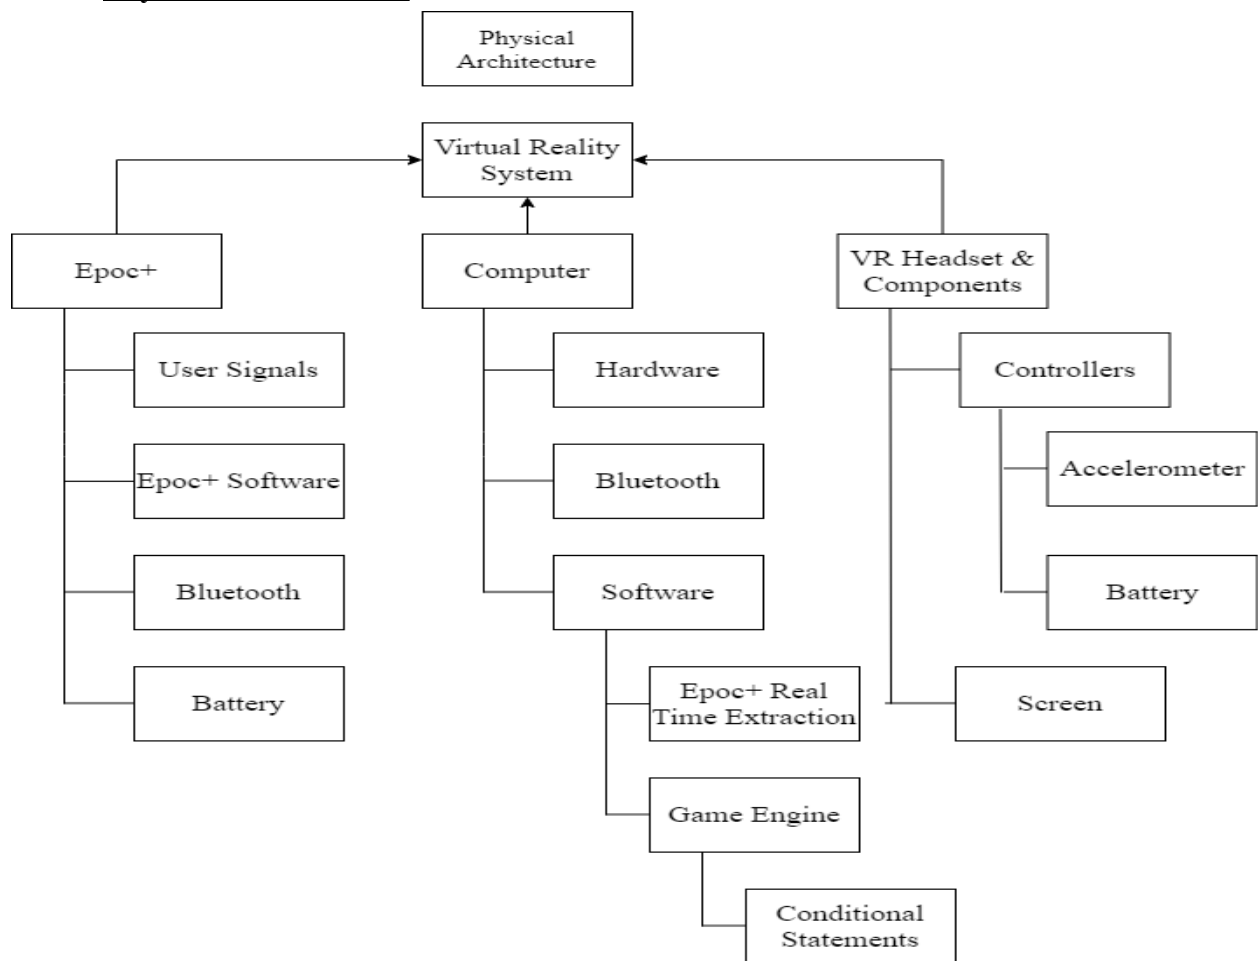 Physical
Architecture
Virtual Reality
System
Epoc+
Computer
VR Headset &
Components
User Signals
Hardware
Controllers
Accelerometer
Epoc+ Software
Bluetooth
Bluetooth
Software
Battery
Battery
Epoc+ Real
Time Extraction
Screen
Game Engine
Conditional
Statements